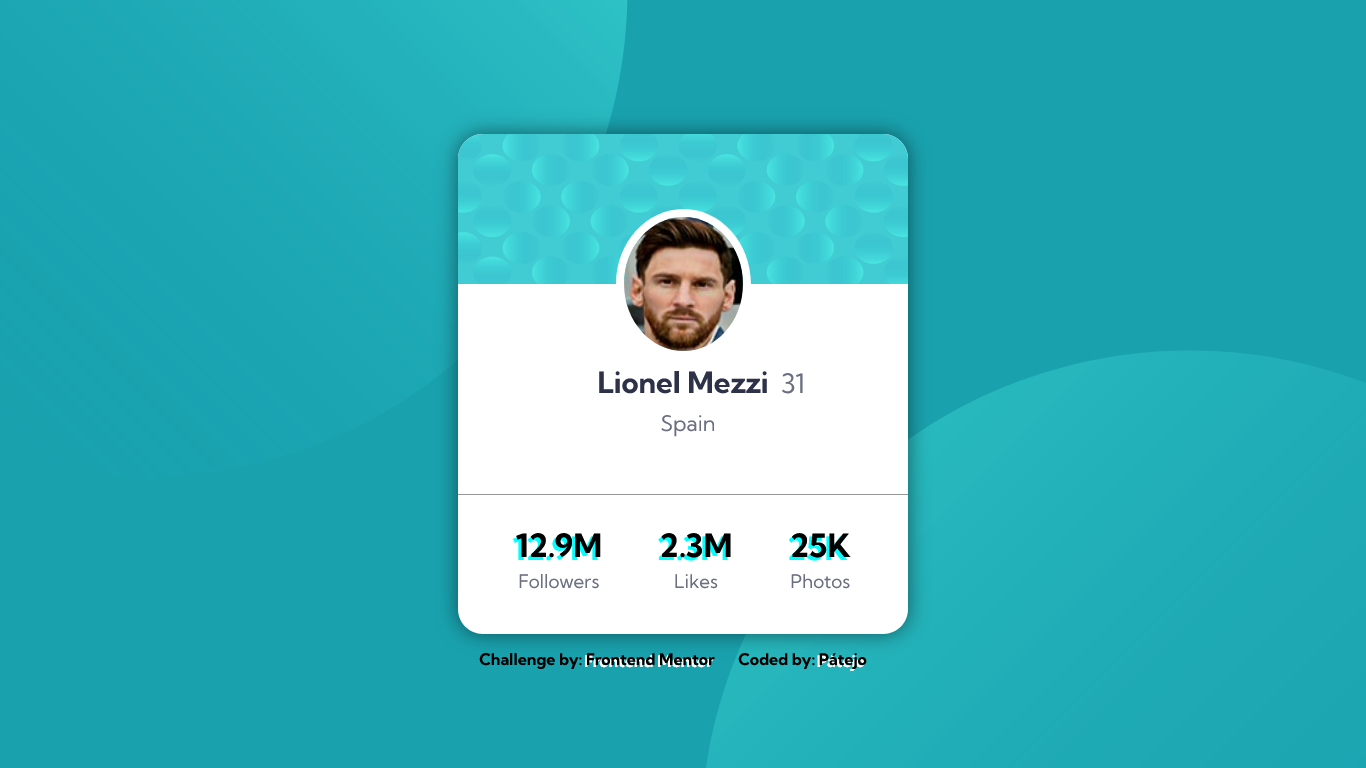 Lionel Mezzi 31
Spain
12.9M 2.3M 25K
Followers Likes Photos
Challenge by: Frontend Mentor Coded by: Pátejo